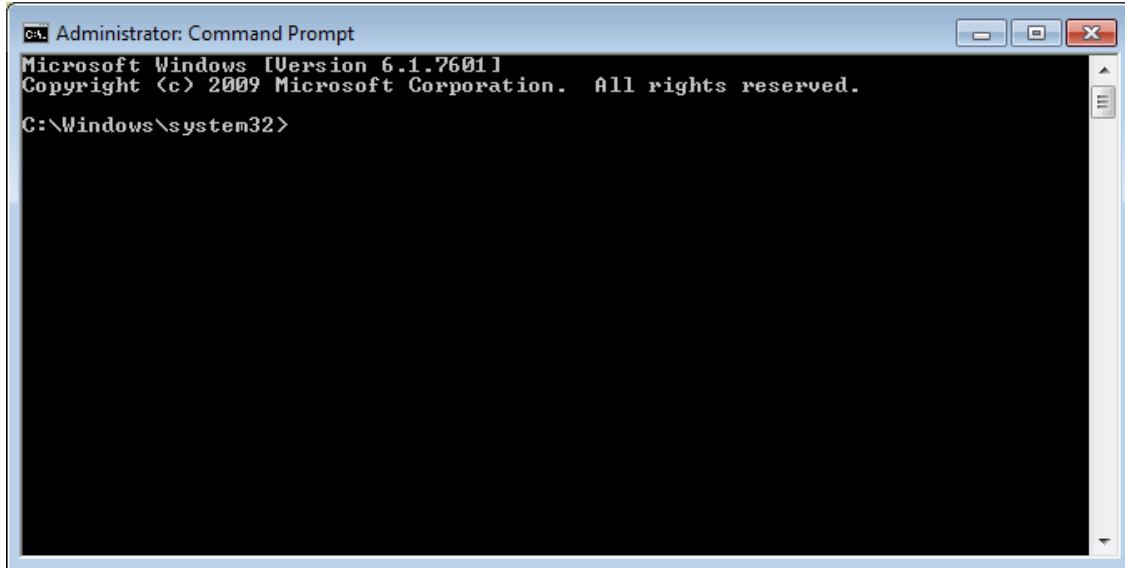 Administrator: Command Prompt
Microsoft Windows [Version 6.1.7601]
Copyright (c) 2009 Microsoft Corporation.  All rights reserved.
C:\Windows\system32>